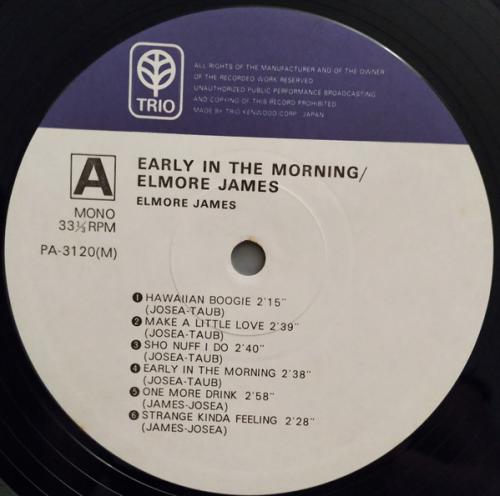 TRIO
ALL RIGHTS OF THE MANUFACTURER AND OF THE OWNER
OF THE RECORDED WORK RESERVED
UNAUTHORIZED PUBLIC PERFORMANCE BROADCASTING
AND COPYING OF THIS RECORD PROHIBITED
MADE BY TRIO KENWOOD CORP. JAPAN
A
MONO
33⅓ RPM
PA-3120(M)
EARLY IN THE MORNING/
ELMORE JAMES
ELMORE JAMES
❶ HAWAIIAN BOOGIE 2'15"
(JOSEA-TAUB)
❷ MAKE A LITTLE LOVE 2'39"
(JOSEA-TAUB)
❸ SHO NUFF I DO 2'40"
(JOSEA-TAUB)
❹ EARLY IN THE MORNING 2'38"
(JOSEA-TAUB)
❺ ONE MORE DRINK 2'58"
(JAMES-JOSEA)
❻ STRANGE KINDA FEELING 2'28"
(JAMES-JOSEA)